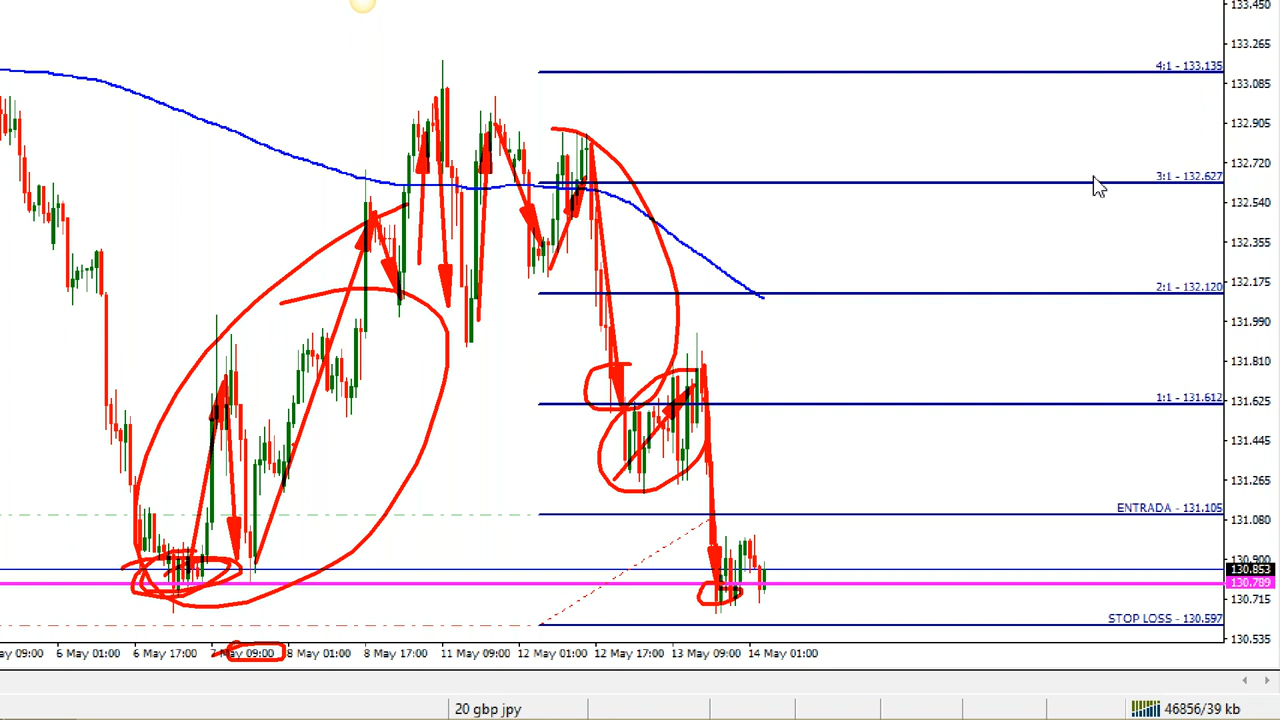 133.450
133.265
4:1 - 133.135
133.085
132.905
132.720
3:1 - 132.627
132.540
132.355
2:1 - 132.120
132.175
131.990
131.810
1:1 - 131.612
131.625
131.445
131.265
ENTRADA - 131.105
131.080
130.900
130.853
130.789
130.715
STOP LOSS - 130.597
130.535
ay 09:00 6 May 01:00 6 May 17:00 7 May 09:00 8 May 01:00 8 May 17:00 11 May 09:00 12 May 01:00 12 May 17:00 13 May 09:00 14 May 01:00
20 gbp jpy 46856/39 kb